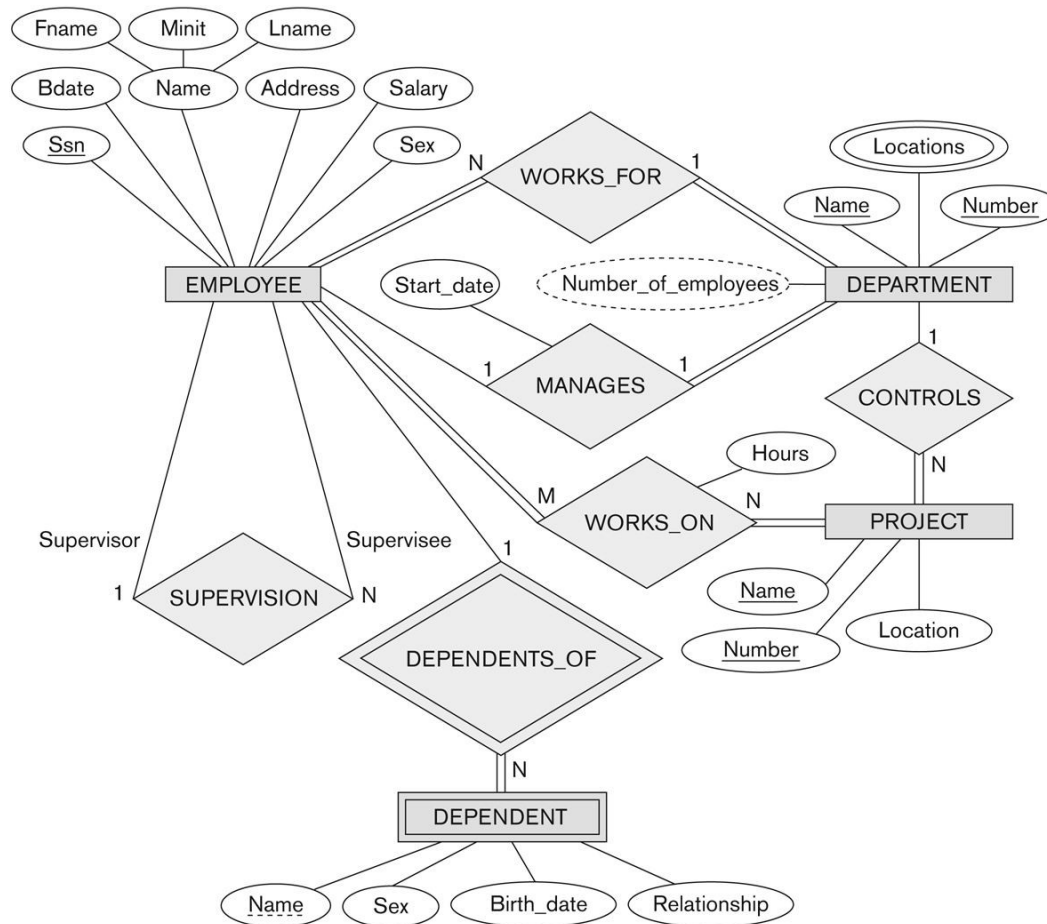 Fname Minit Lname
Bdate Name Address Salary
Ssn Sex
N WORKS_FOR 1
Locations
Name Number
EMPLOYEE Start_date Number_of_employees DEPARTMENT
1 MANAGES 1
1
CONTROLS
N
Hours
M WORKS_ON N
PROJECT
Supervisor Supervisee
1 SUPERVISION N
1
Name
Number Location
DEPENDENTS_OF
N
DEPENDENT
Name Sex Birth_date Relationship